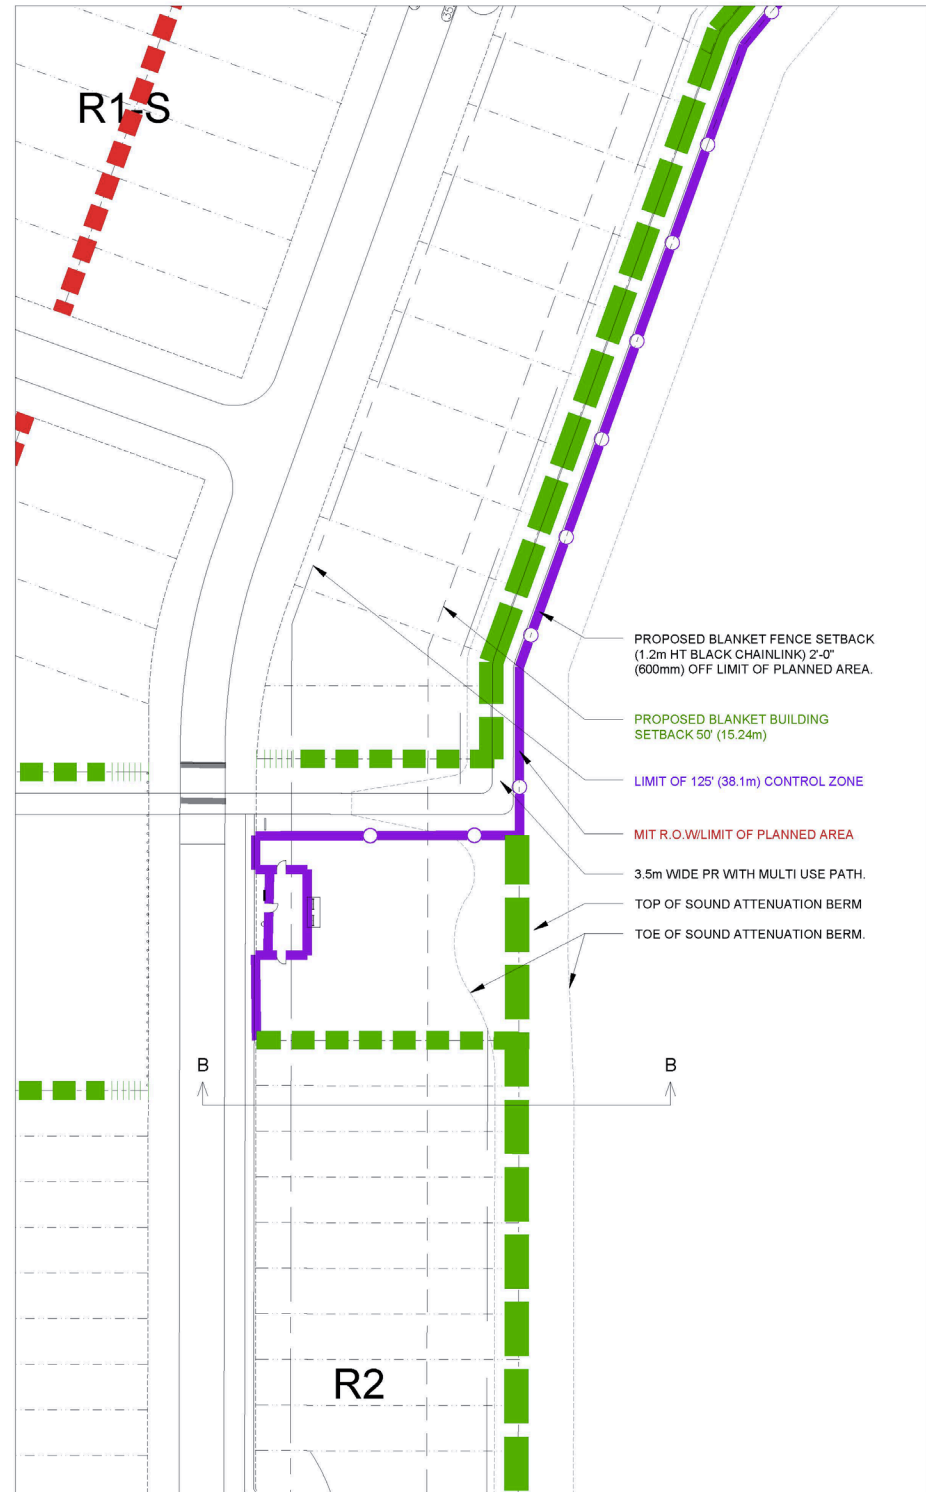 35
R1-S
PROPOSED BLANKET FENCE SETBACK
(1.2m HT BLACK CHAINLINK) 2'-0"
(600mm) OFF LIMIT OF PLANNED AREA.
PROPOSED BLANKET BUILDING
SETBACK 50' (15.24m)
LIMIT OF 125' (38.1m) CONTROL ZONE
MIT R.O.W/LIMIT OF PLANNED AREA
3.5m WIDE PR WITH MULTI USE PATH.
TOP OF SOUND ATTENUATION BERM
TOE OF SOUND ATTENUATION BERM.
B
B
R2